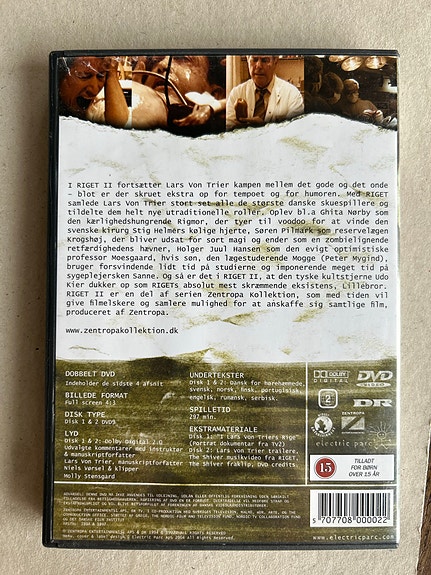 I RIGET II fortsætter Lars Von Trier kampen mellem det gode og det onde
– blot er der skruet ekstra op for tempoet og for humoren. Med RIGET
samlede Lars Von Trier stort set alle de største danske skuespillere og
tildelte dem helt nye utraditionelle roller. Oplev bl.a Ghita Nørby som
den kærlighedshungrende Rigmor, der tyer til voodoo for at vinde den
svenske kirurg Stig Helmers kølige hjerte, Søren Pilmark som reservelægen
Krogshøj, der bliver udsat for sort magi og ender som en zombielignende
retfærdighedens hævner, Holger Juul Hansen som den evigt optimistiske
professor Moesgaard, hvis søn, den lægestuderende Mogge (Peter Mygind),
bruger forsvindende lidt tid på studierne og imponerende meget tid på
sygeplejersken Sanne. Og så er det i RIGET II, at den tyske kultstjerne Udo
Kier dukker op som RIGETs absolut mest skræmmende eksistens, Lillebror.
RIGET II er en del af serien Zentropa Kollektion, som med tiden vil
give filmelskere og samlere mulighed for at anskaffe sig samtlige film,
produceret af Zentropa.
www.zentropakollektion.dk
DOBBELT DVD
Indeholder de sidste 4 afsnit
BILLEDE FORMAT
Full screen 4:3
DISK TYPE
Disk 1 & 2 DVD9
LYD
Disk 1 & 2: Dolby Digital 2.0
Udvalgte kommentarer med instruktør
& manuskriptforfatter
Lars Von Trier, manuskriptforfatter
Niels Vørsel & klipper
Molly Stensgård
UNDERTEKSTER
Disk 1 & 2: Dansk for hørehæmmede,
svensk, norsk, finsk, portugisisk,
engelsk, rumænsk, serbisk.
SPILLETID
297 min.
EKSTRAMATERIALE
Disk 1: "I Lars von Triers Rige"
(Portræt dokumentar fra TV2)
Disk 2: Lars von Trier trailere,
The Shiver musikvideo fra RIGET,
The shiver fraklip, DVD credits.
DOLBY
DIGITAL
DVD
VIDEO
2
DR
ZENTROPA
electric parc
15
TILLADT
FOR BØRN
OVER 15 ÅR
5 707708 000022
www.electricparc.com